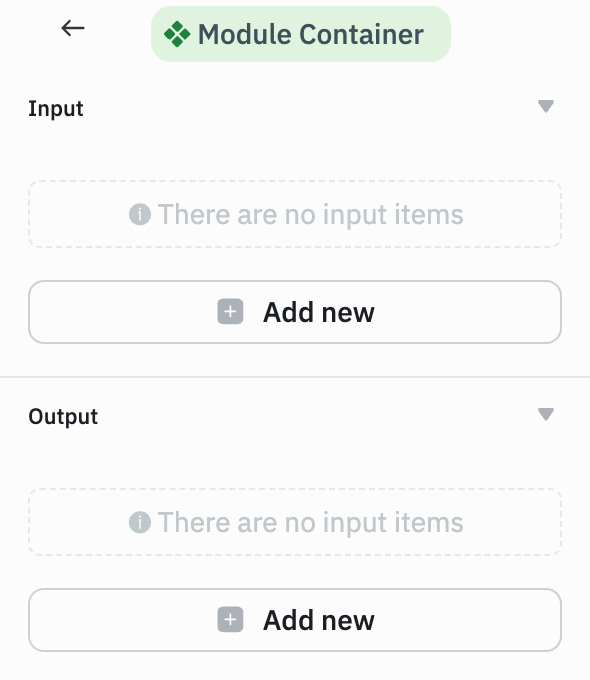 Module Container
Input
There are no input items
Add new
Output
There are no input items
Add new